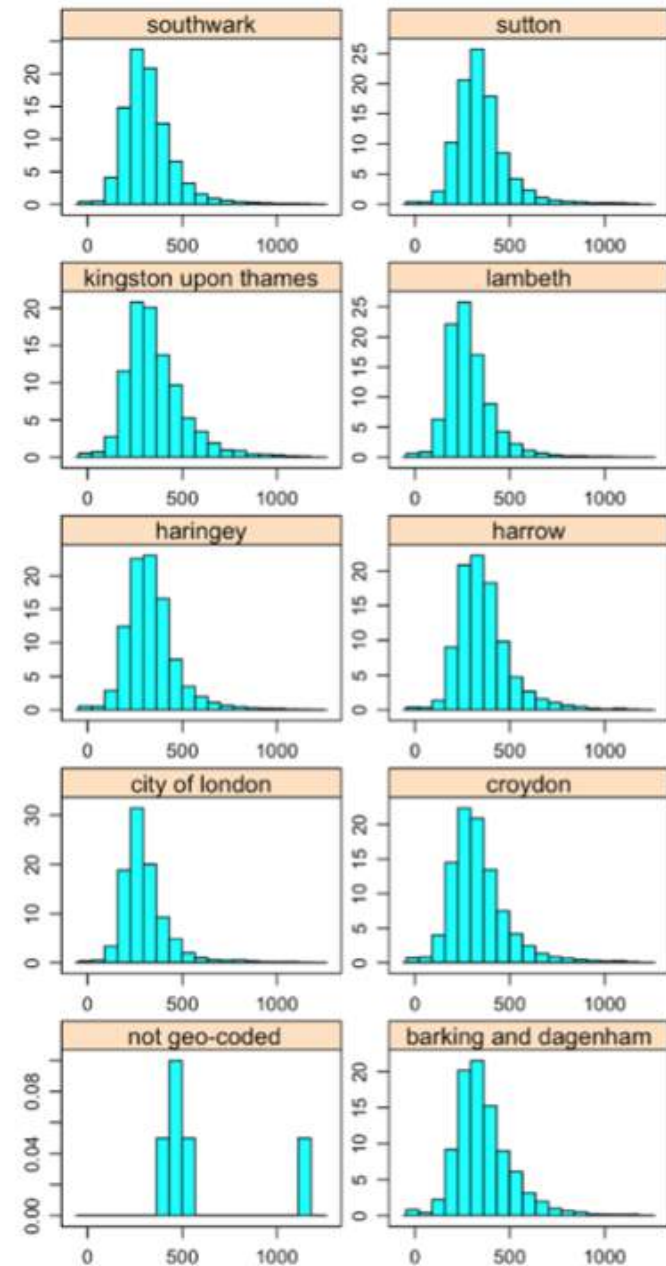 southwark
0 5 10 15 20
0 500 1000
sutton
0 5 10 15 20 25
0 500 1000
kingston upon thames
0 5 10 15 20
0 500 1000
lambeth
0 5 10 15 20 25
0 500 1000
haringey
0 5 10 15 20
0 500 1000
harrow
0 5 10 15 20
0 500 1000
city of london
0 10 20 30
0 500 1000
croydon
0 5 10 15 20
0 500 1000
not geo-coded
0.00 0.04 0.08
0 500 1000
barking and dagenham
0 5 10 15 20
0 500 1000